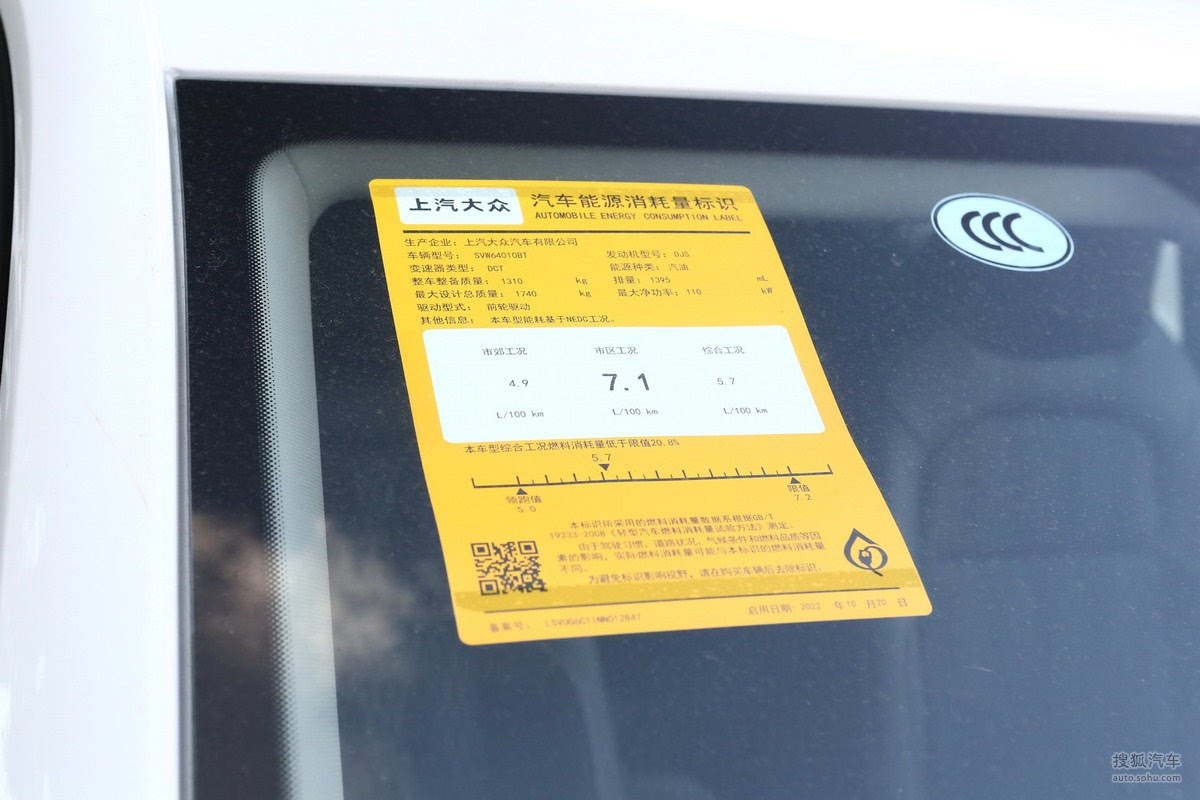 上汽大众 汽车能源消耗量标识
AUTOMOBILE ENERGY CONSUMPTION LABEL
生产企业：上汽大众汽车有限公司
车辆型号： SVW64010BT 发动机型号：DJS
变速器类型： DCT 能源种类：汽油
整车整备质量： 1310 kg 排量：1395 mL
最大设计总质量： 1740 kg 最大净功率：110 kW
驱动型式： 前轮驱动
其他信息： 本车型能耗基于NEDC工况。
市郊工况 市区工况 综合工况
4.9 7.1 5.7
L/100 km L/100 km L/100 km
本车型综合工况燃料消耗量低于限值20.8%
5.7
领跑值 限值
5.0 7.2
本标识所采用的燃料消耗量数据系根据GB/T
19233-2008《轻型汽车燃料消耗量试验方法》测定。
由于驾驶习惯、道路状况、气候条件和燃料品质等因
素的影响，实际燃料消耗量可能与本标识的燃料消耗量
不同。
为避免标识影响视野，请在购买车辆后去除标识。
备案号： LSVUG6C11NN012847 启用日期：2022 年10 月20 日
CCC
搜狐汽车
auto.sohu.com